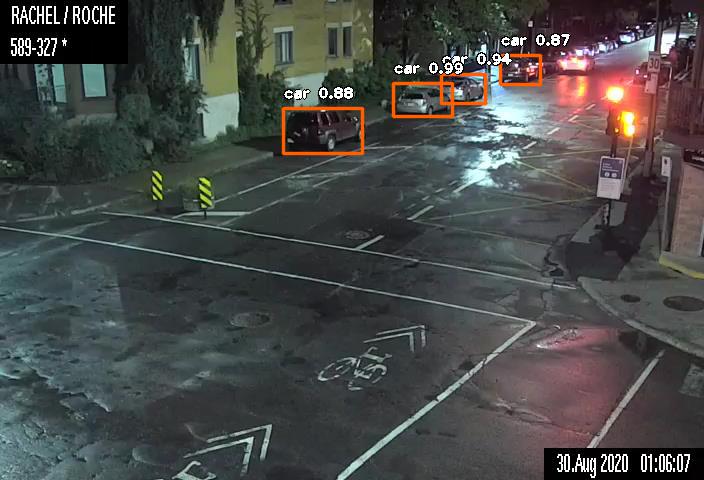 RACHEL / ROCHE
589-327 *
car 0.87
car 0.94
car 0.99
car 0.88
30
30.Aug 2020 01:06:07